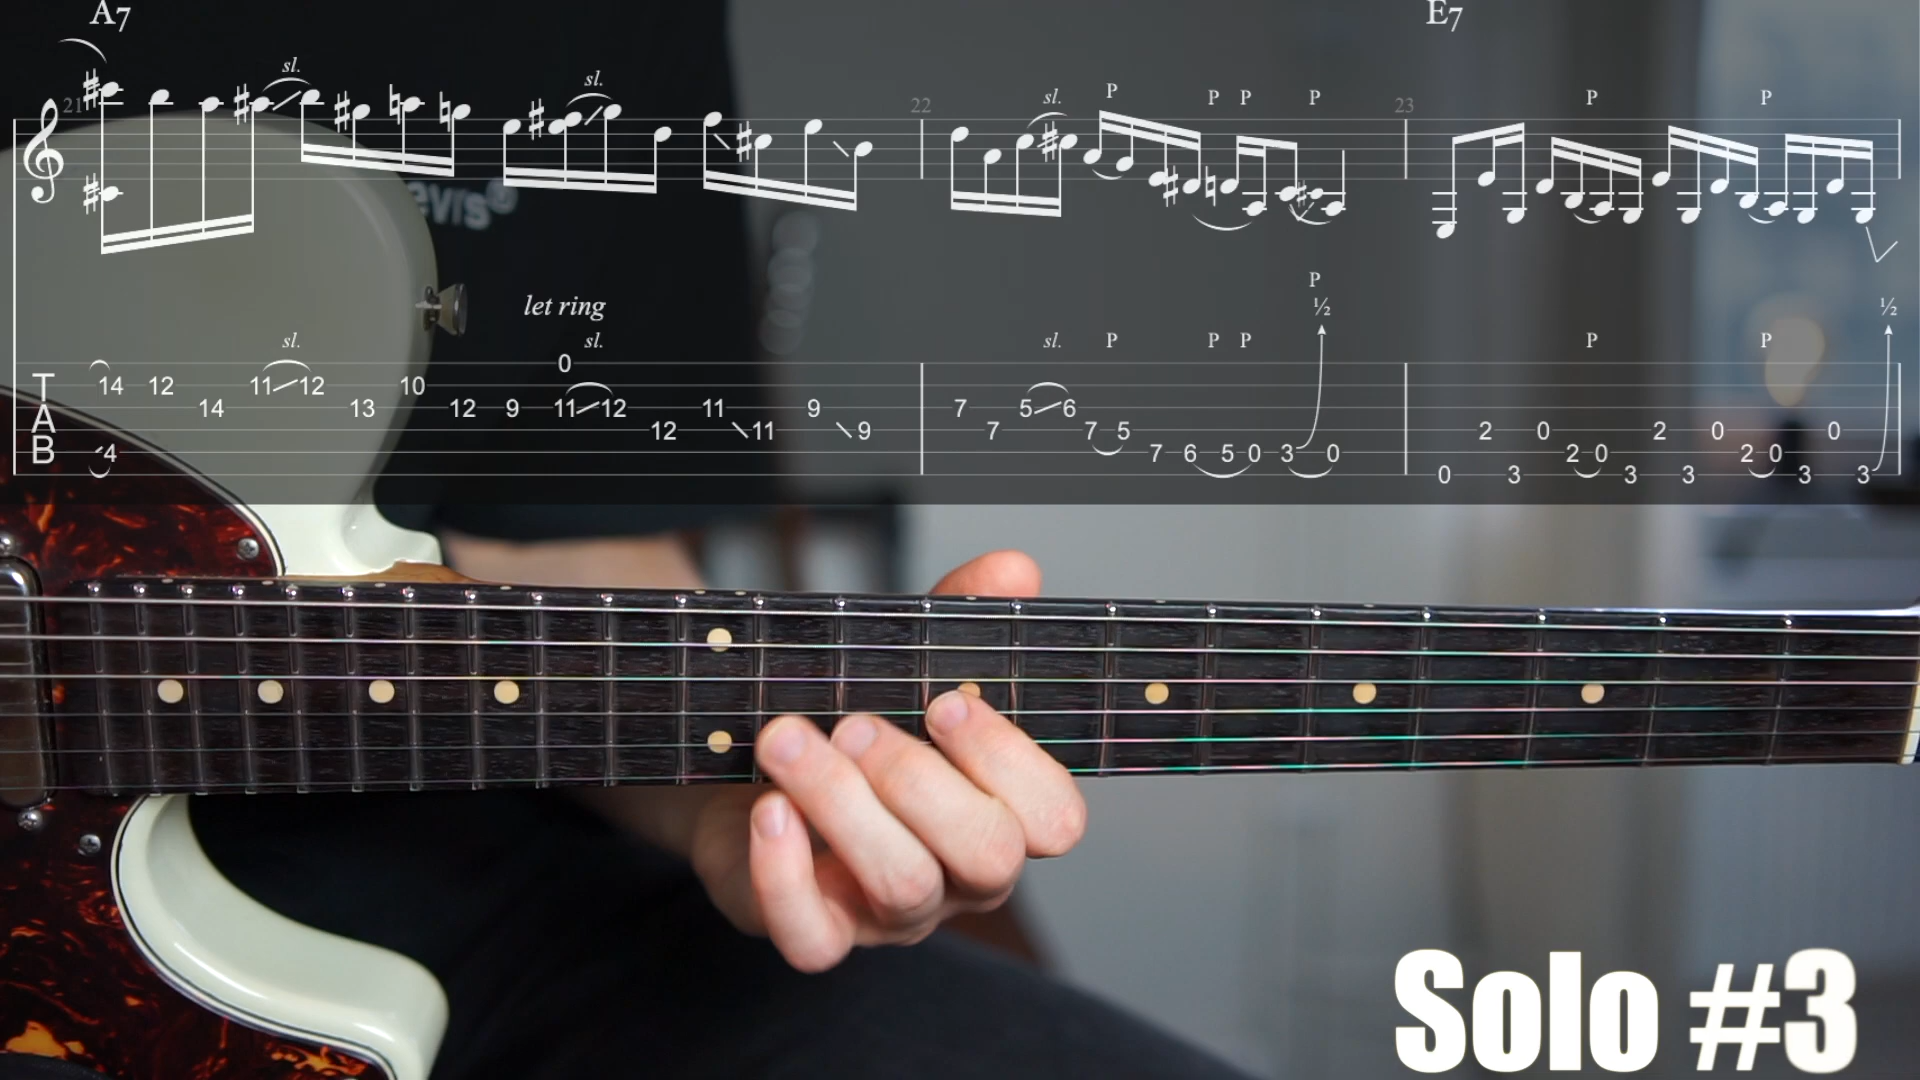 A7 E7
21 sl. sl. 22 sl. P P P P 23 P P
evi's®
let ring P ½ ½
sl. sl. sl. P P P P P
0
T 14 12 11 12 10
A 14 13 12 9 11 12 11 9 7 5 6
12 11 9 7 7 5 2 0 2 0 0
B 4 7 6 5 0 3 0 2 0 2 0
0 3 3 3 3 3
Solo #3